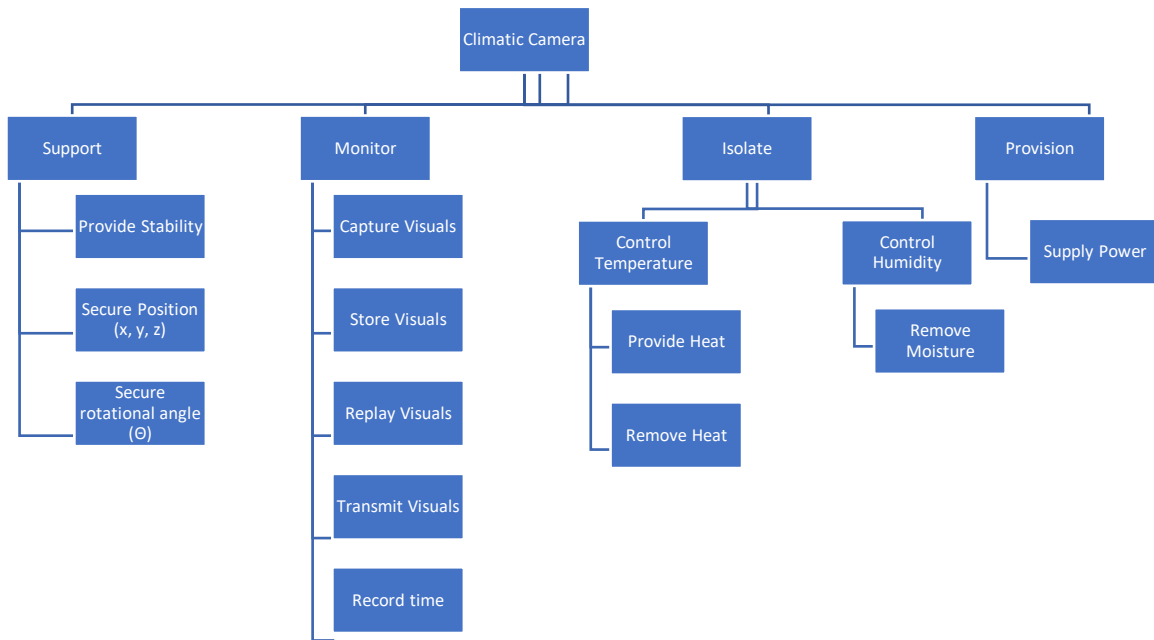 Climatic
Camera
Support
Monitor
Isolate
Provision
Provide Stability
Secure Position
(x, y, z)
Secure
rotational angle
(Θ)
Capture Visuals
Store Visuals
Replay Visuals
Transmit Visuals
Record time
Control
Temperature
Provide Heat
Remove Heat
Control
Humidity
Remove
Moisture
Supply Power